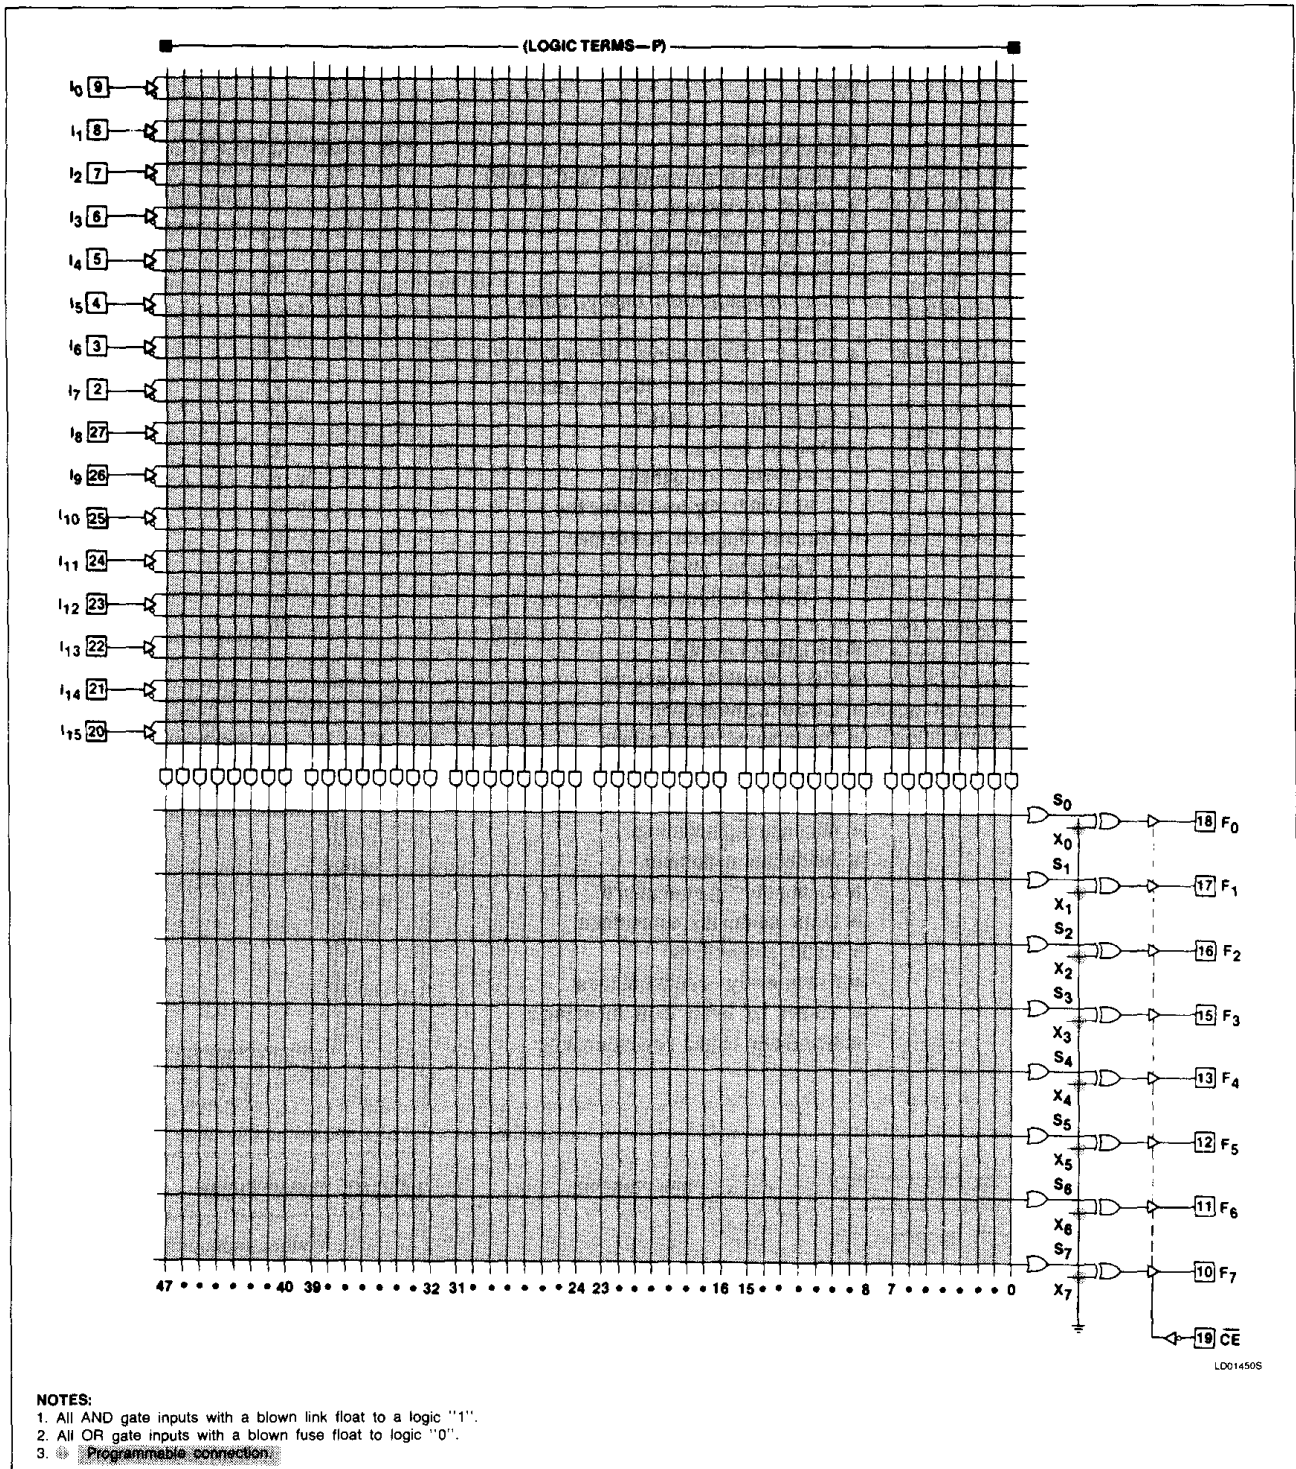 (LOGIC TERMS—P)
I0 9
I1 8
I2 7
I3 6
I4 5
I5 4
I6 3
I7 2
I8 27
I9 26
I10 25
I11 24
I12 23
I13 22
I14 21
I15 20
S0
X0
18 F0
S1
X1
17 F1
S2
X2
16 F2
S3
X3
15 F3
S4
X4
13 F4
S5
X5
12 F5
S6
X6
11 F6
S7
X7
10 F7
47 • • • • • • 40 39 • • • • • • 32 31 • • • • • • 24 23 • • • • • • 16 15 • • • • • • 8 7 • • • • • • 0
19 C̅E̅
LD01450S
NOTES:
1. All AND gate inputs with a blown link float to a logic "1".
2. All OR gate inputs with a blown fuse float to logic "0".
3. Programmable connection.